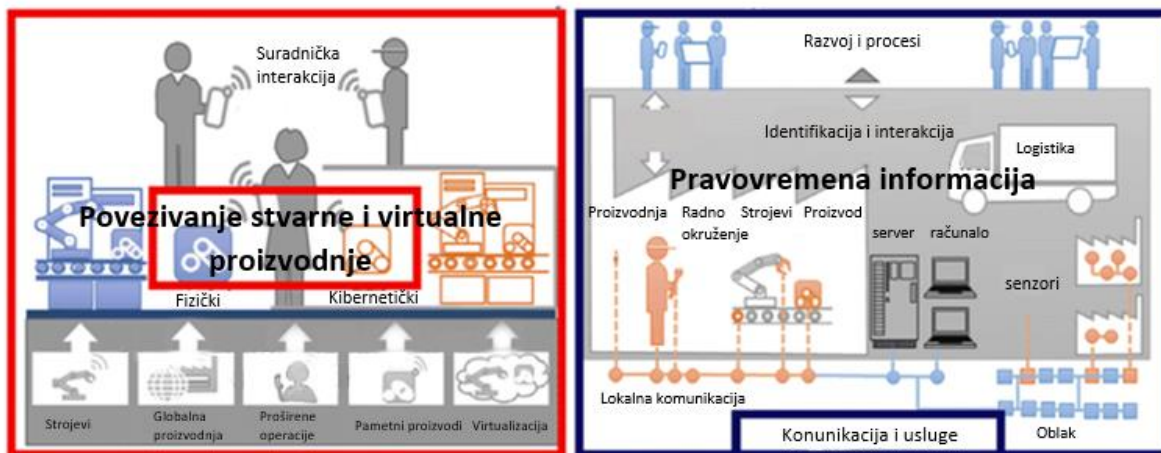 Suradnička
interakcija
Povezivanje stvarne i virtualne
proizvodnje
Fizički
Kibernetički
Strojevi
Globalna
proizvodnja
Proširene
operacije
Pametni proizvodi
Virtualizacija
Razvoj i procesi
Identifikacija i interakcija
Logistika
Pravovremena informacija
Proizvodnja
Radno
okruženje
Strojevi
Proizvod
server
računalo
senzori
Lokalna komunikacija
Konunikacija i usluge
Oblak